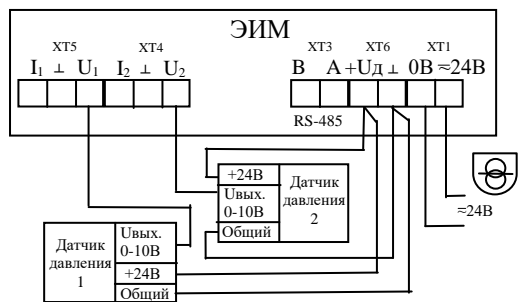 ЭИМ
XT5 XT4 XT3 XT6 XT1
I₁ ⊥ U₁ I₂ ⊥ U₂ B A +Uд ⊥ 0В ≈24В
RS-485
+24В
Uвых.
0-10В
Общий
Датчик
давления
2
≈24В
Датчик
давления
1
Uвых.
0-10В
+24В
Общий